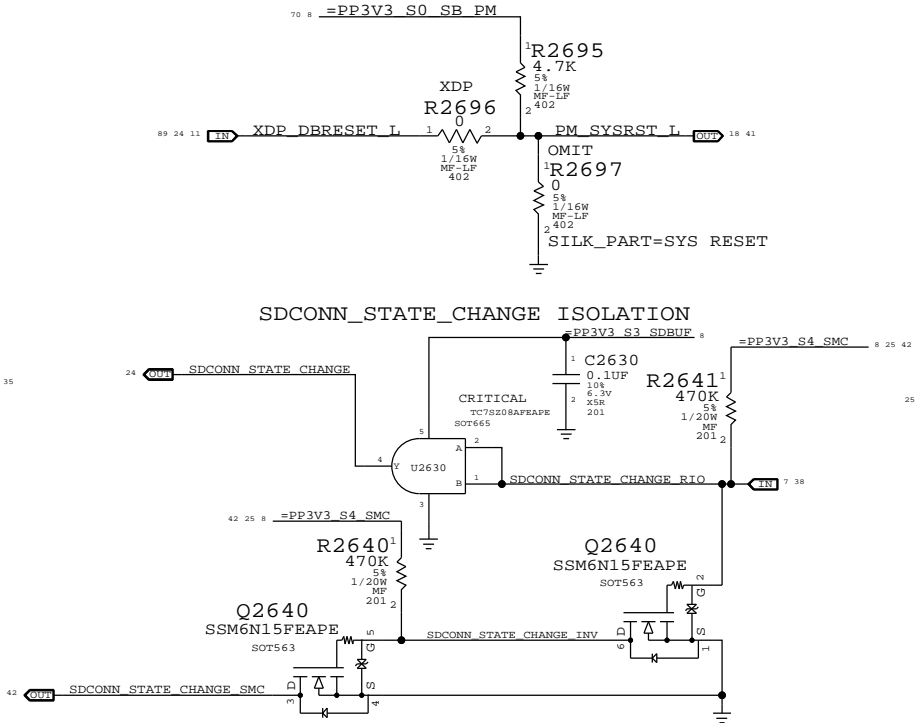 70 8 =PP3V3_S0_SB_PM
1 R2695
4.7K
5%
1/16W
MF-LF
402
2
XDP
R2696
0
89 24 11 IN XDP_DBRESET_L 1 2 PM_SYSRST_L OUT 18 41
5%
1/16W
MF-LF
402
OMIT
1 R2697
0
5%
1/16W
MF-LF
402
2
SILK_PART=SYS RESET
SDCONN_STATE_CHANGE ISOLATION
=PP3V3_S3_SDBUF 8
=PP3V3_S4_SMC 8 25 42
1 C2630
0.1UF
10%
6.3V
X5R
201
2
24 OUT SDCONN_STATE_CHANGE
35
25
R2641 1
470K
5%
1/20W
MF
201 2
CRITICAL
TC7SZ08AFEAPE
SOT665
5
A 2
4 Y U2630
B 1 SDCONN_STATE_CHANGE_RIO IN 7 38
3
42 25 8 =PP3V3_S4_SMC
R2640 1
470K
5%
1/20W
MF
201 2
Q2640
SSM6N15FEAPE
SOT563
G 2
6 D
S 1
Q2640
SSM6N15FEAPE
SOT563
G 5
SDCONN_STATE_CHANGE_INV
3 D
S 4
42 OUT SDCONN_STATE_CHANGE_SMC